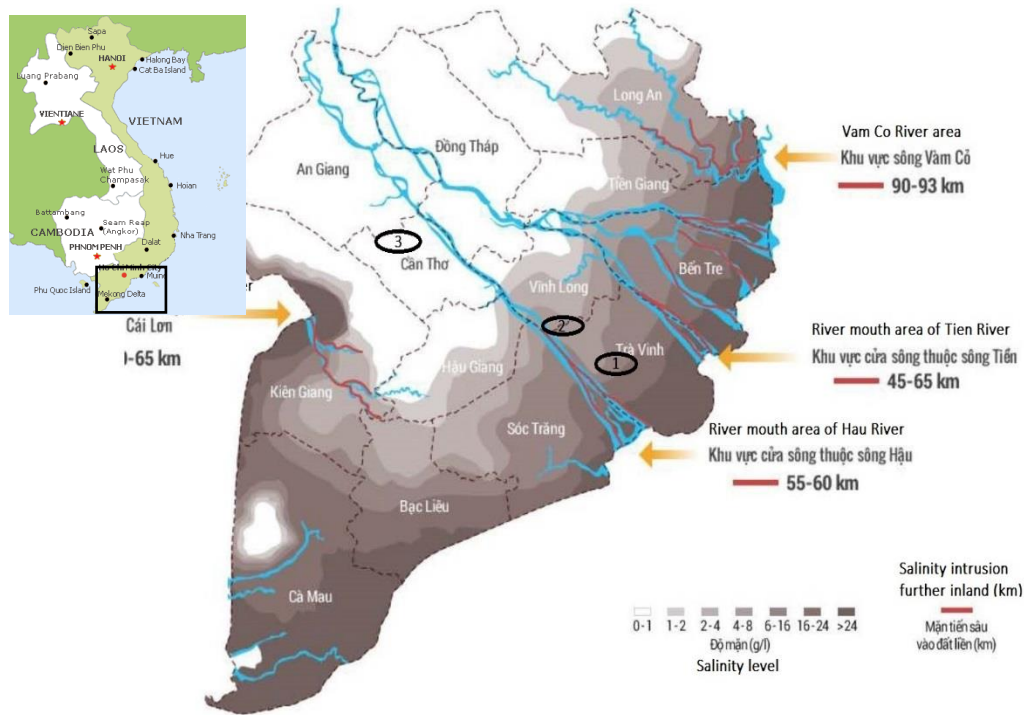 Sapa
Dien Bien Phu
HANOI
Halong Bay
Cat Ba Island
Luang Prabang
VIENTIANE
VIETNAM
LAOS
Hue
Wat Phu
Champasak
Hoian
Battambang
Seam Reap
(Angkor)
CAMBODIA
Nha Trang
Dalat
PHNOM PENH
Muine
Phu Quoc Island
Mekong Delta
Cái Lớn
0-65 km
An Giang
Đồng Tháp
Long An
Tiền Giang
3
Cần Thơ
Vĩnh Long
Bến Tre
2
Trà Vinh
1
Hậu Giang
Kiên Giang
Sóc Trăng
Bạc Liêu
Cà Mau
Vam Co River area
Khu vực sông Vàm Cỏ
90-93 km
River mouth area of Tien River
Khu vực cửa sông thuộc sông Tiền
45-65 km
River mouth area of Hau River
Khu vực cửa sông thuộc sông Hậu
55-60 km
0-1 1-2 2-4 4-8 6-16 16-24 >24
Độ mặn (g/l)
Salinity level
Salinity intrusion
further inland (km)
Mặn tiến sâu
vào đất liền (km)